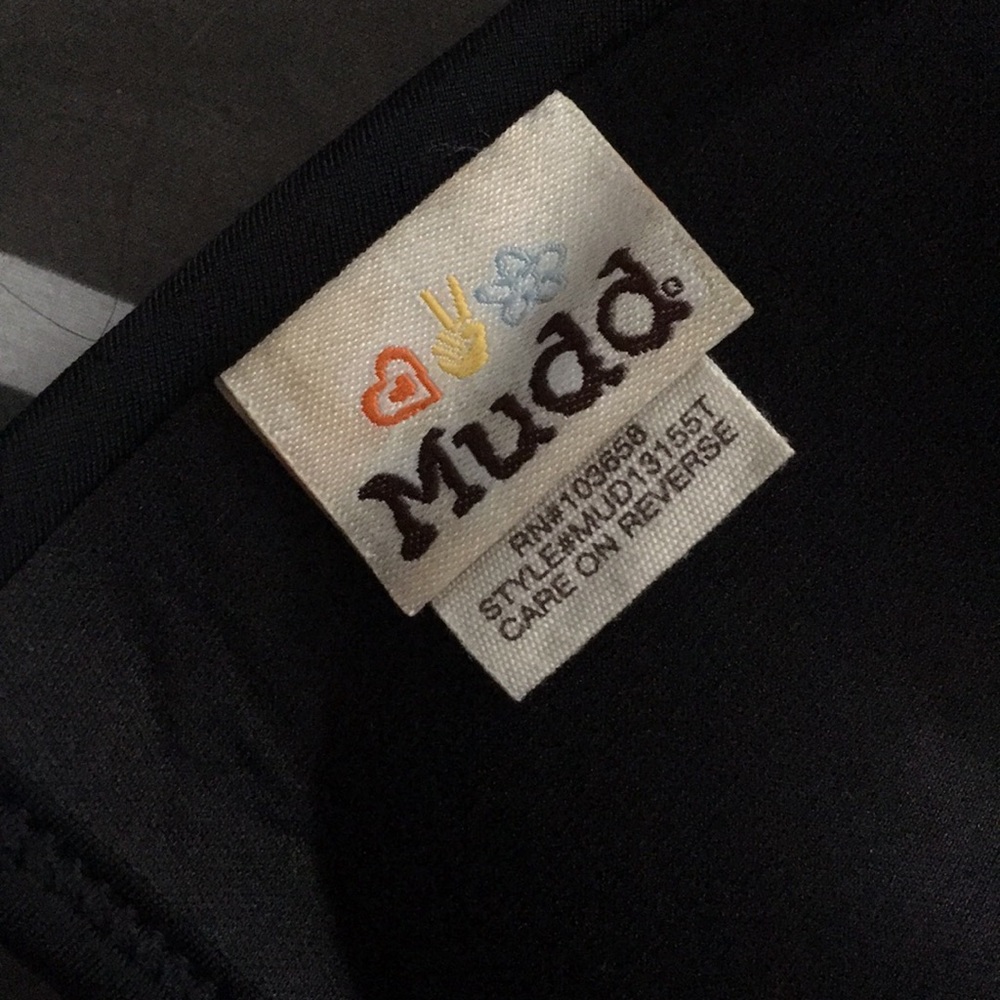 Mudd®
RN#103658
STYLE#MUD13155T
CARE ON REVERSE